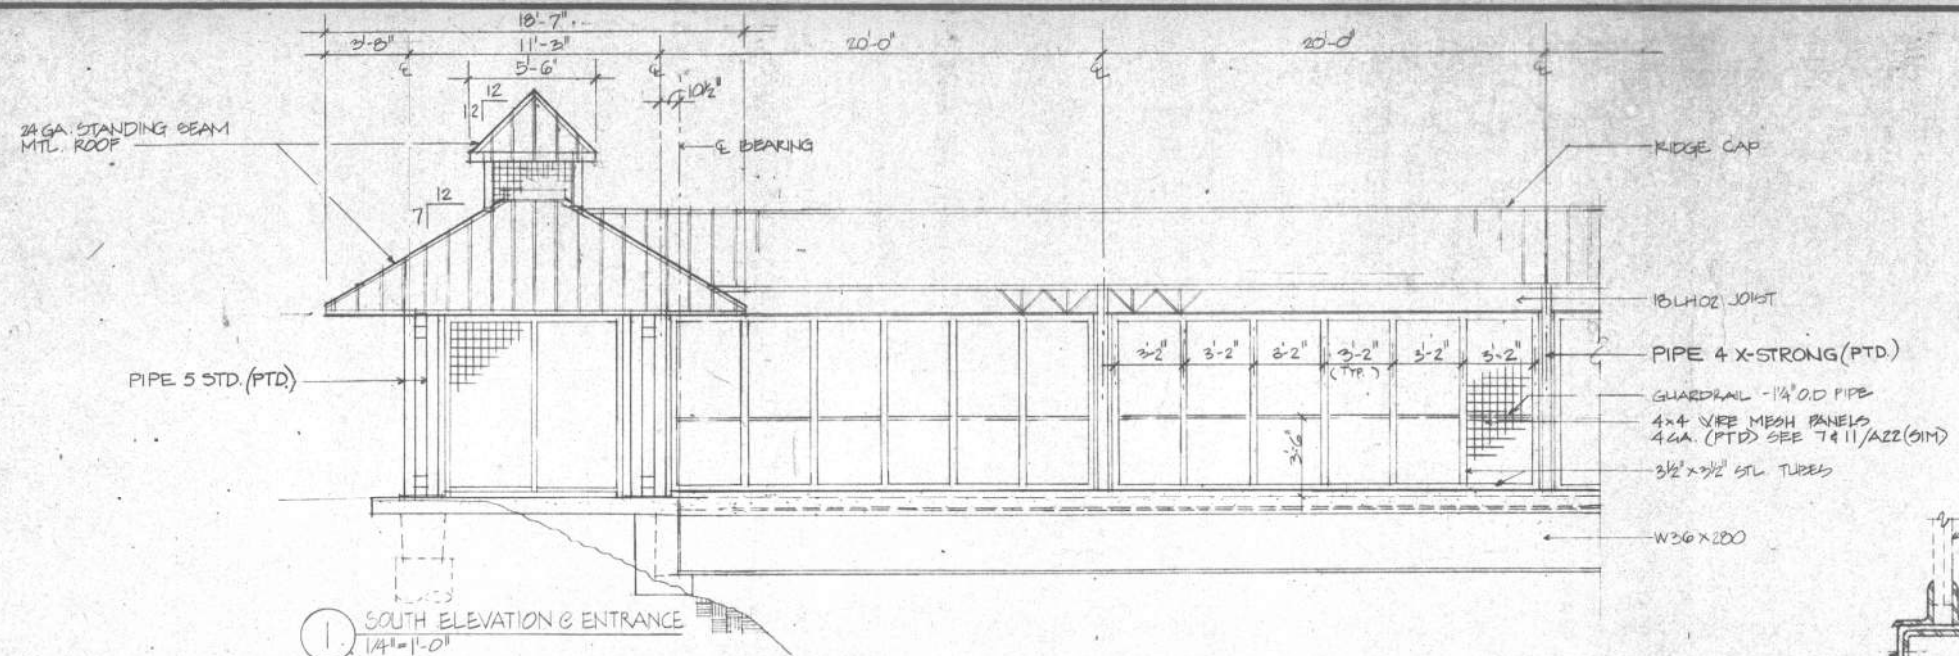 18'-7"
3'-8" 11'-3" 20'-0" 20'-0"
5'-6"
10½"
12
12
24 GA. STANDING SEAM
MTL. ROOF
℄ BEARING
RIDGE CAP
12
7
18LH02 JOIST
3'-2" 3'-2" 3'-2" 3'-2" 3'-2" 3'-2"
(TYP.)
PIPE 4 X-STRONG (PTD.)
PIPE 5 STD. (PTD.)
GUARDRAIL - 1¼" O.D PIPE
4x4 WIRE MESH PANELS
4 GA. (PTD) SEE 7 & 11/A22 (SIM)
3'-6"
3½" x 3½" STL TUBES
W36 x 280
1
SOUTH ELEVATION @ ENTRANCE
1/4" = 1'-0"